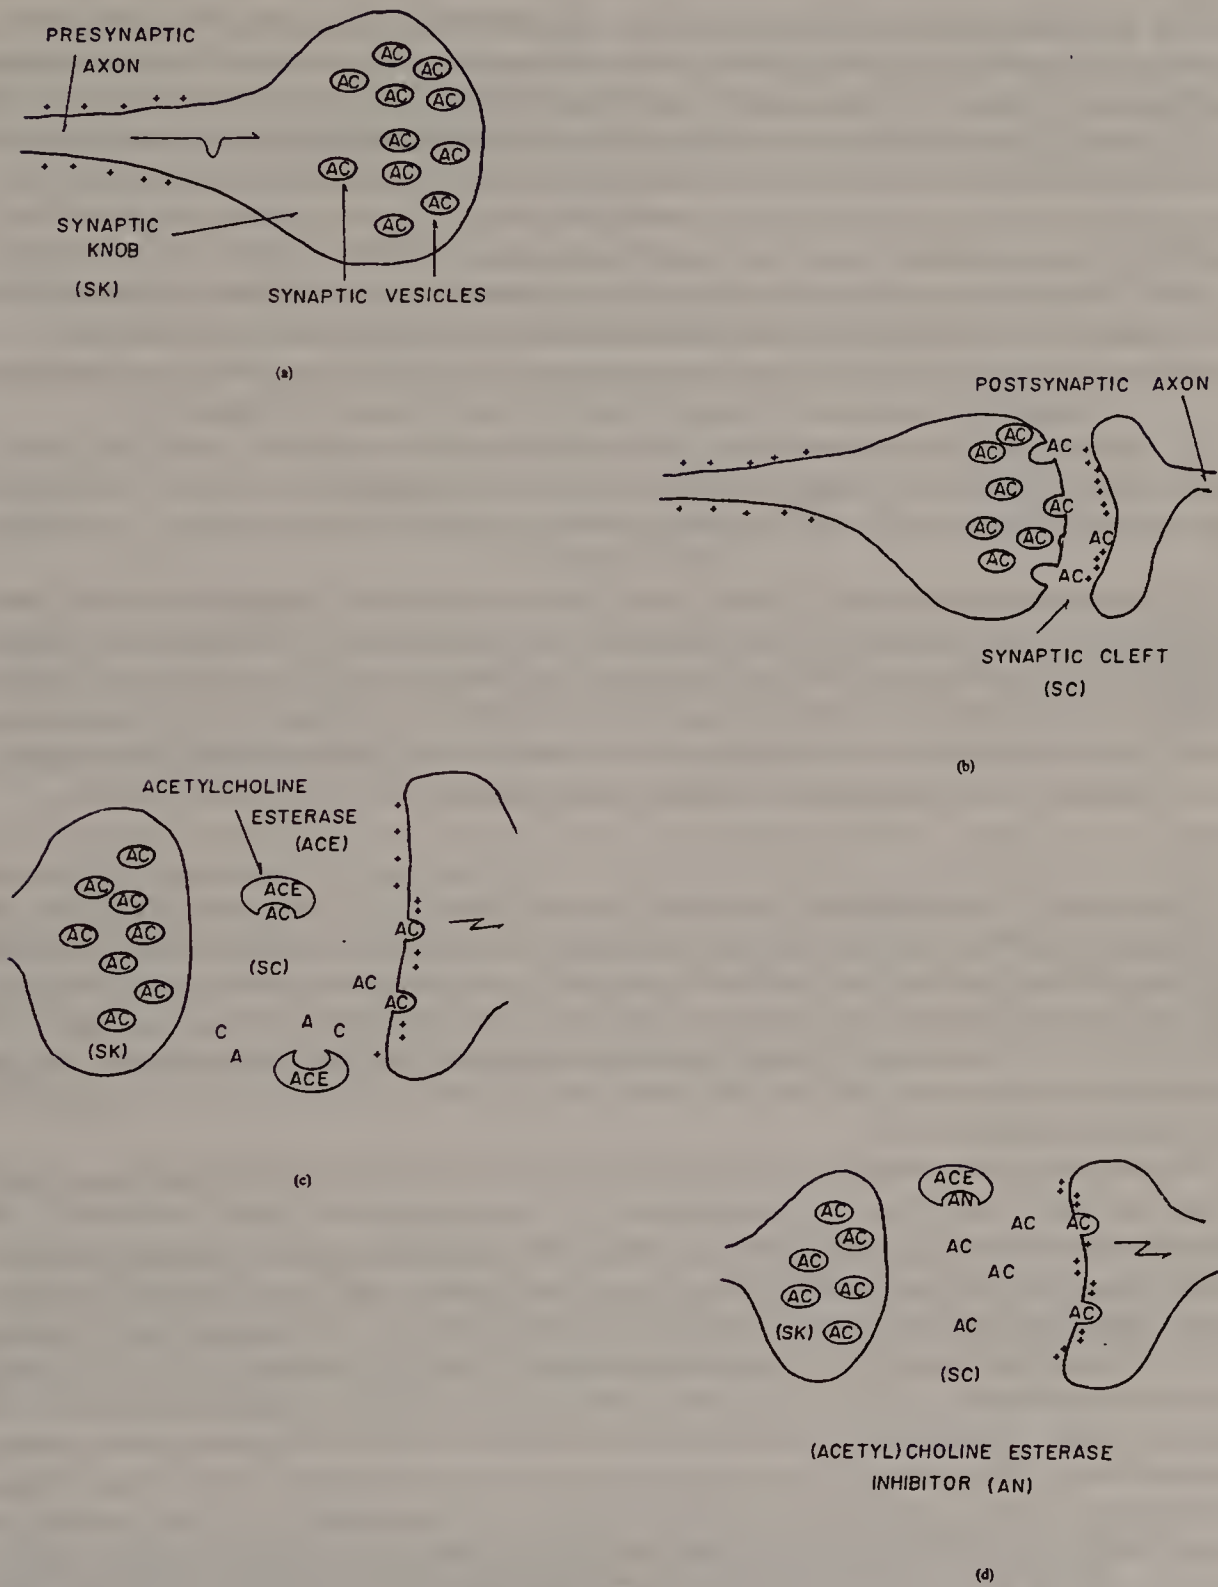 PRESYNAPTIC
AXON
AC
AC
AC
AC
AC
AC
AC
AC
AC
AC
AC
SYNAPTIC
KNOB
(SK)
SYNAPTIC VESICLES
(a)
POSTSYNAPTIC AXON
AC
AC
AC
AC
AC
AC
AC
AC
AC
AC
AC
SYNAPTIC CLEFT
(SC)
(b)
ACETYLCHOLINE
ESTERASE
(ACE)
AC
AC
AC
AC
AC
AC
AC
AC
(SK)
ACE
AC
(SC)
AC
AC
AC
C
A
A
C
ACE
(c)
ACE
AN
AC
AC
AC
AC
AC
AC
AC
AC
AC
AC
(SK)
AC
AC
(SC)
(ACETYL)CHOLINE ESTERASE
INHIBITOR (AN)
(d)